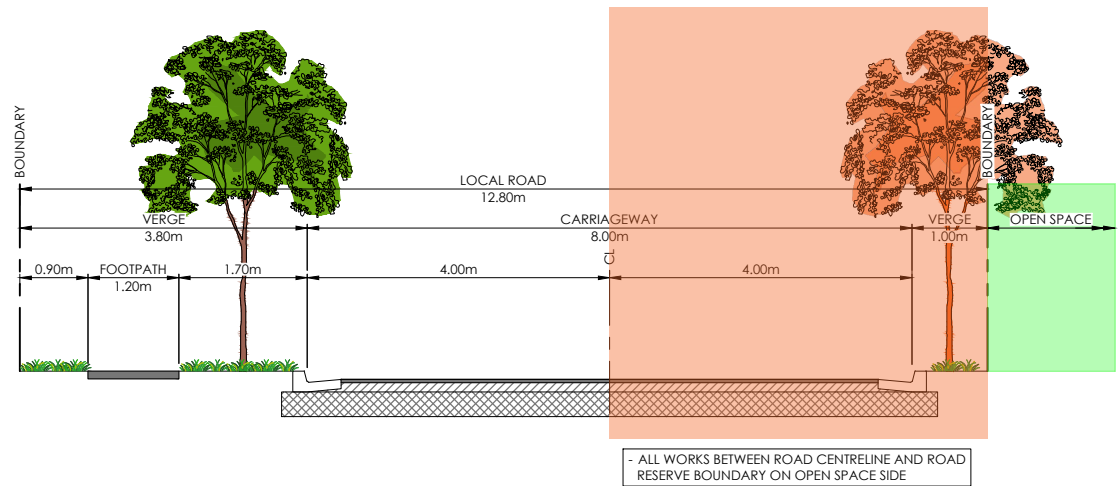 BOUNDARY
BOUNDARY
LOCAL ROAD
12.80m
VERGE
3.80m
CARRIAGEWAY
8.00m
VERGE
1.00m
OPEN SPACE
0.90m
FOOTPATH
1.20m
1.70m
4.00m
CL
4.00m
- ALL WORKS BETWEEN ROAD CENTRELINE AND ROAD
RESERVE BOUNDARY ON OPEN SPACE SIDE